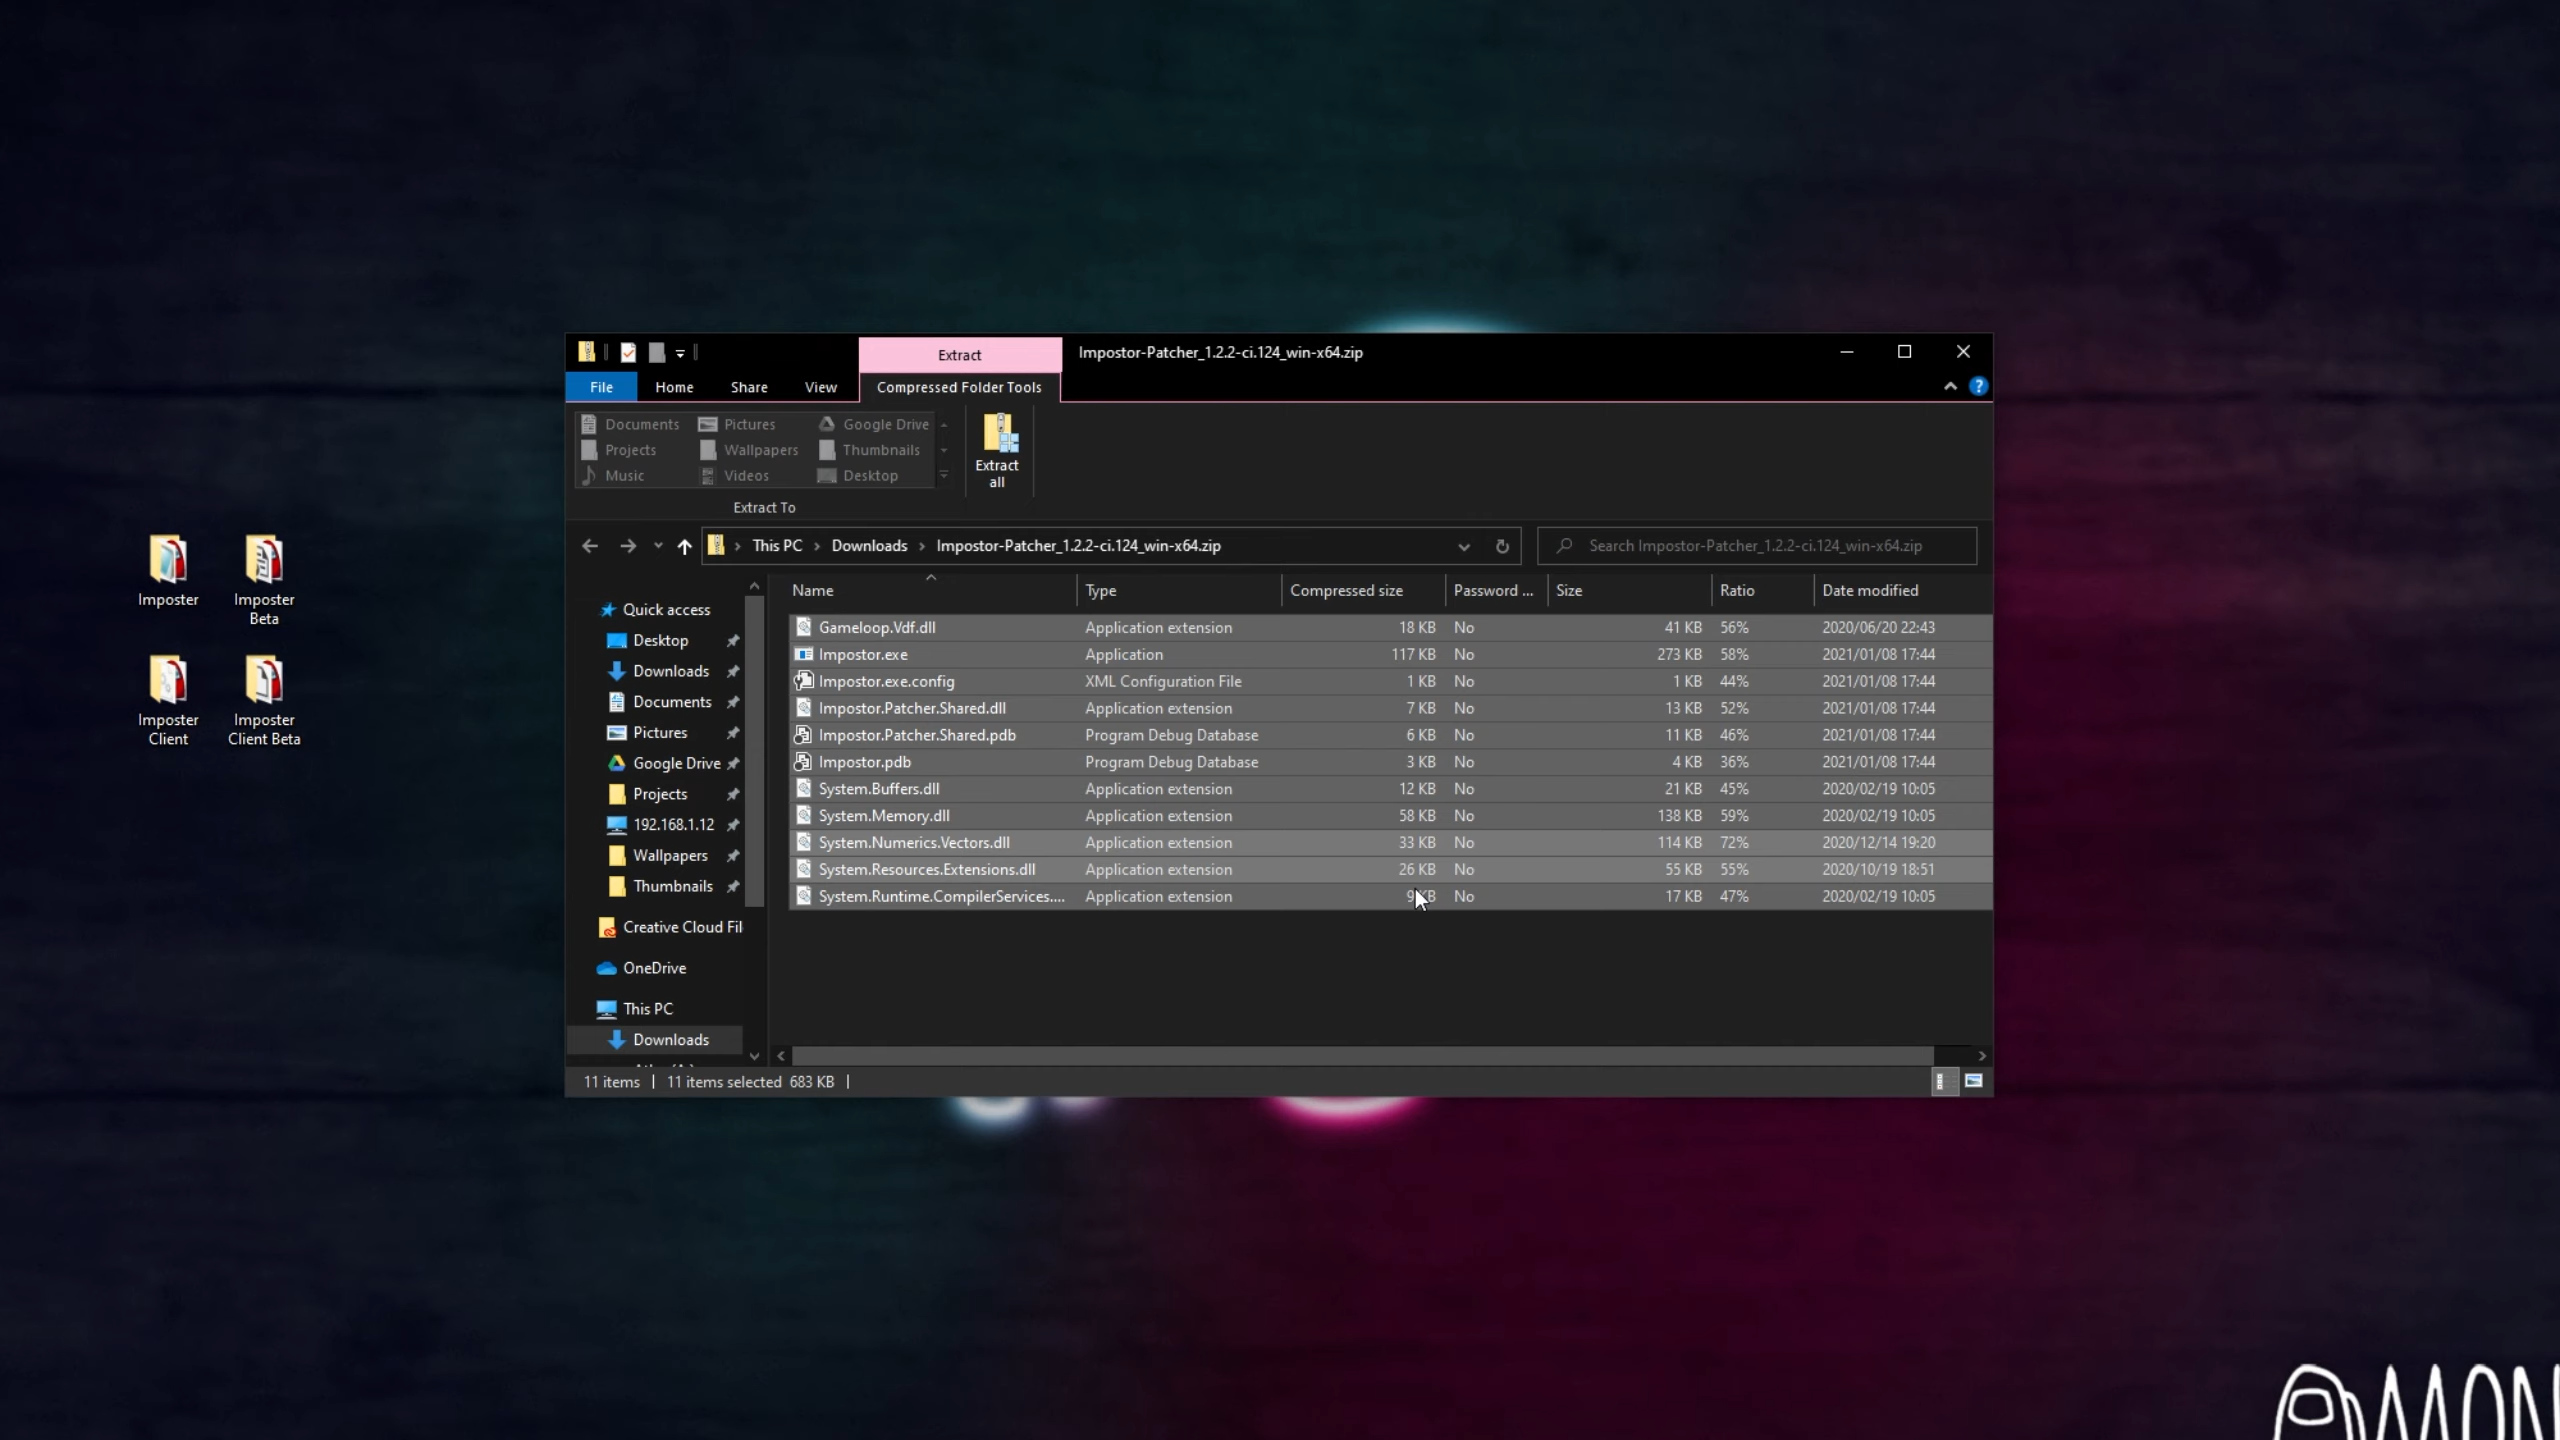 Extract
Impostor-Patcher_1.2.2-ci.124_win-x64.zip
File
Home
Share
View
Compressed Folder Tools
Documents
Pictures
Google Drive
Projects
Wallpapers
Thumbnails
Music
Videos
Desktop
Extract all
Extract To
This PC
Downloads
Impostor-Patcher_1.2.2-ci.124_win-x64.zip
Search Impostor-Patcher_1.2.2-ci.124_win-x64.zip
Name Type Compressed size Password ... Size Ratio Date modified
Gameloop.Vdf.dll Application extension 18 KB No 41 KB 56% 2020/06/20 22:43
Impostor.exe Application 117 KB No 273 KB 58% 2021/01/08 17:44
Impostor.exe.config XML Configuration File 1 KB No 1 KB 44% 2021/01/08 17:44
Impostor.Patcher.Shared.dll Application extension 7 KB No 13 KB 52% 2021/01/08 17:44
Impostor.Patcher.Shared.pdb Program Debug Database 6 KB No 11 KB 46% 2021/01/08 17:44
Impostor.pdb Program Debug Database 3 KB No 4 KB 36% 2021/01/08 17:44
System.Buffers.dll Application extension 12 KB No 21 KB 45% 2020/02/19 10:05
System.Memory.dll Application extension 58 KB No 138 KB 59% 2020/02/19 10:05
System.Numerics.Vectors.dll Application extension 33 KB No 114 KB 72% 2020/12/14 19:20
System.Resources.Extensions.dll Application extension 26 KB No 55 KB 55% 2020/10/19 18:51
System.Runtime.CompilerServices.... Application extension 9 KB No 17 KB 47% 2020/02/19 10:05
Quick access
Desktop
Downloads
Documents
Pictures
Google Drive
Projects
192.168.1.12
Wallpapers
Thumbnails
Creative Cloud Fil
OneDrive
This PC
Downloads
11 items
11 items selected 683 KB
Imposter
Imposter Beta
Imposter Client
Imposter Client Beta
AMON